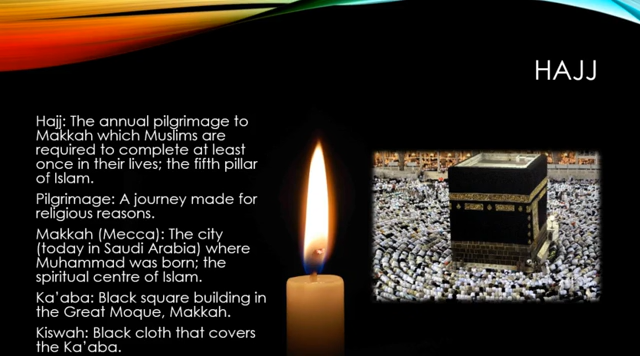 HAJJ
Hajj: The annual pilgrimage to
Makkah which Muslims are
required to complete at least
once in their lives; the fifth pillar
of Islam.
Pilgrimage: A journey made for
religious reasons.
Makkah (Mecca): The city
(today in Saudi Arabia) where
Muhammad was born; the
spiritual centre of Islam.
Ka'aba: Black square building in
the Great Moque, Makkah.
Kiswah: Black cloth that covers
the Ka'aba.